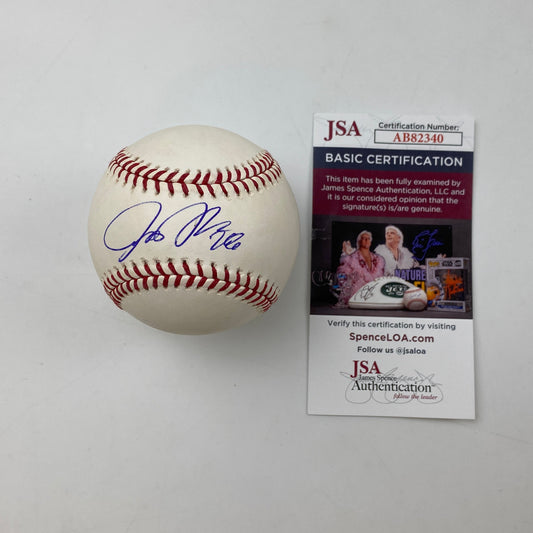 JSA
Certification Number:
AB82340
BASIC CERTIFICATION
This item has been fully examined by
James Spence Authentication, LLC and
it is our considered opinion that the
signature(s) is/are genuine.
NATURE
Verify this certification by visiting
SpenceLOA.com
Follow us @jsaloa
JSA
James Spence
Authentication
follow the leader